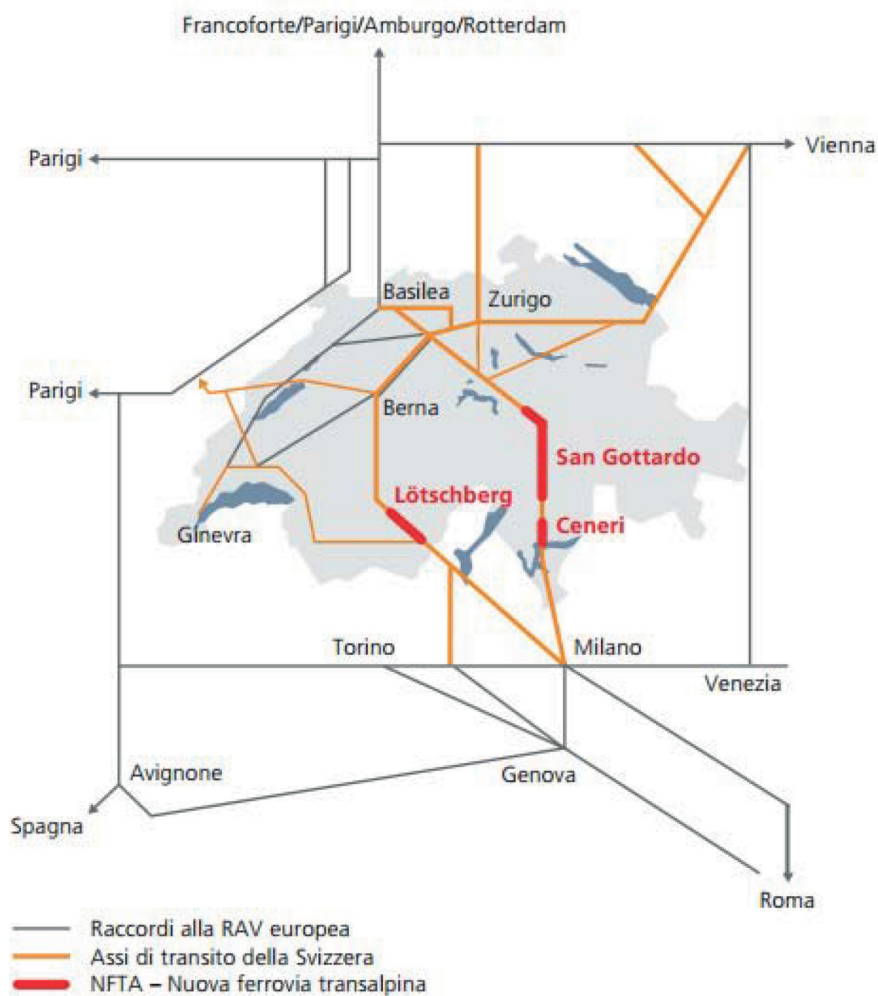 Francoforte/Parigi/Amburgo/Rotterdam
Parigi
Vienna
Basilea
Zurigo
Parigi
Berna
San Gottardo
Lötschberg
Ceneri
Ginevra
Torino
Milano
Venezia
Avignone
Genova
Spagna
Roma
Raccordi alla RAV europea
Assi di transito della Svizzera
NFTA – Nuova ferrovia transalpina